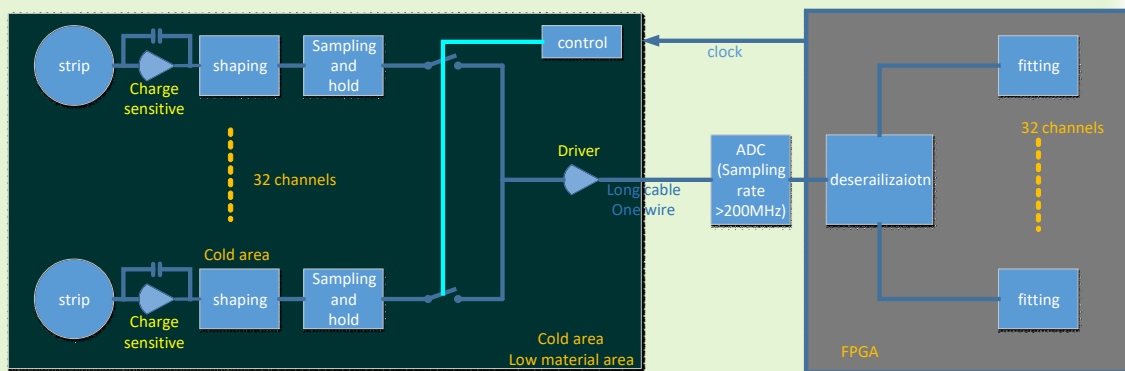 strip
Charge
sensitive
shaping
Sampling
and
hold
control
clock
fitting
32 channels
32 channels
Driver
Long cable
One wire
ADC
(Sampling
rate
>200MHz)
deserailizaiotn
Cold area
strip
Charge
sensitive
shaping
Sampling
and
hold
fitting
Cold area
Low material area
FPGA